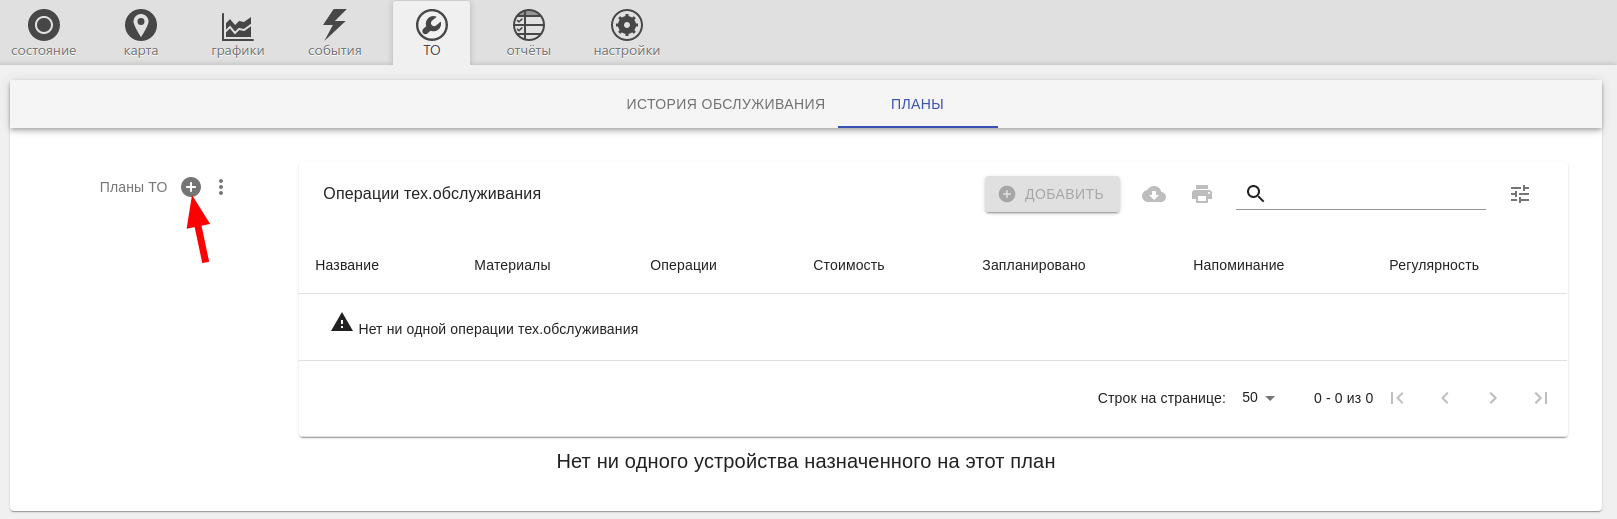 состояние карта графики события ТО отчёты настройки
ИСТОРИЯ ОБСЛУЖИВАНИЯ ПЛАНЫ
Планы ТО
Операции тех.обслуживания ДОБАВИТЬ
Название Материалы Операции Стоимость Запланировано Напоминание Регулярность
Нет ни одной операции тех.обслуживания
Строк на странице: 50 0 - 0 из 0
Нет ни одного устройства назначенного на этот план